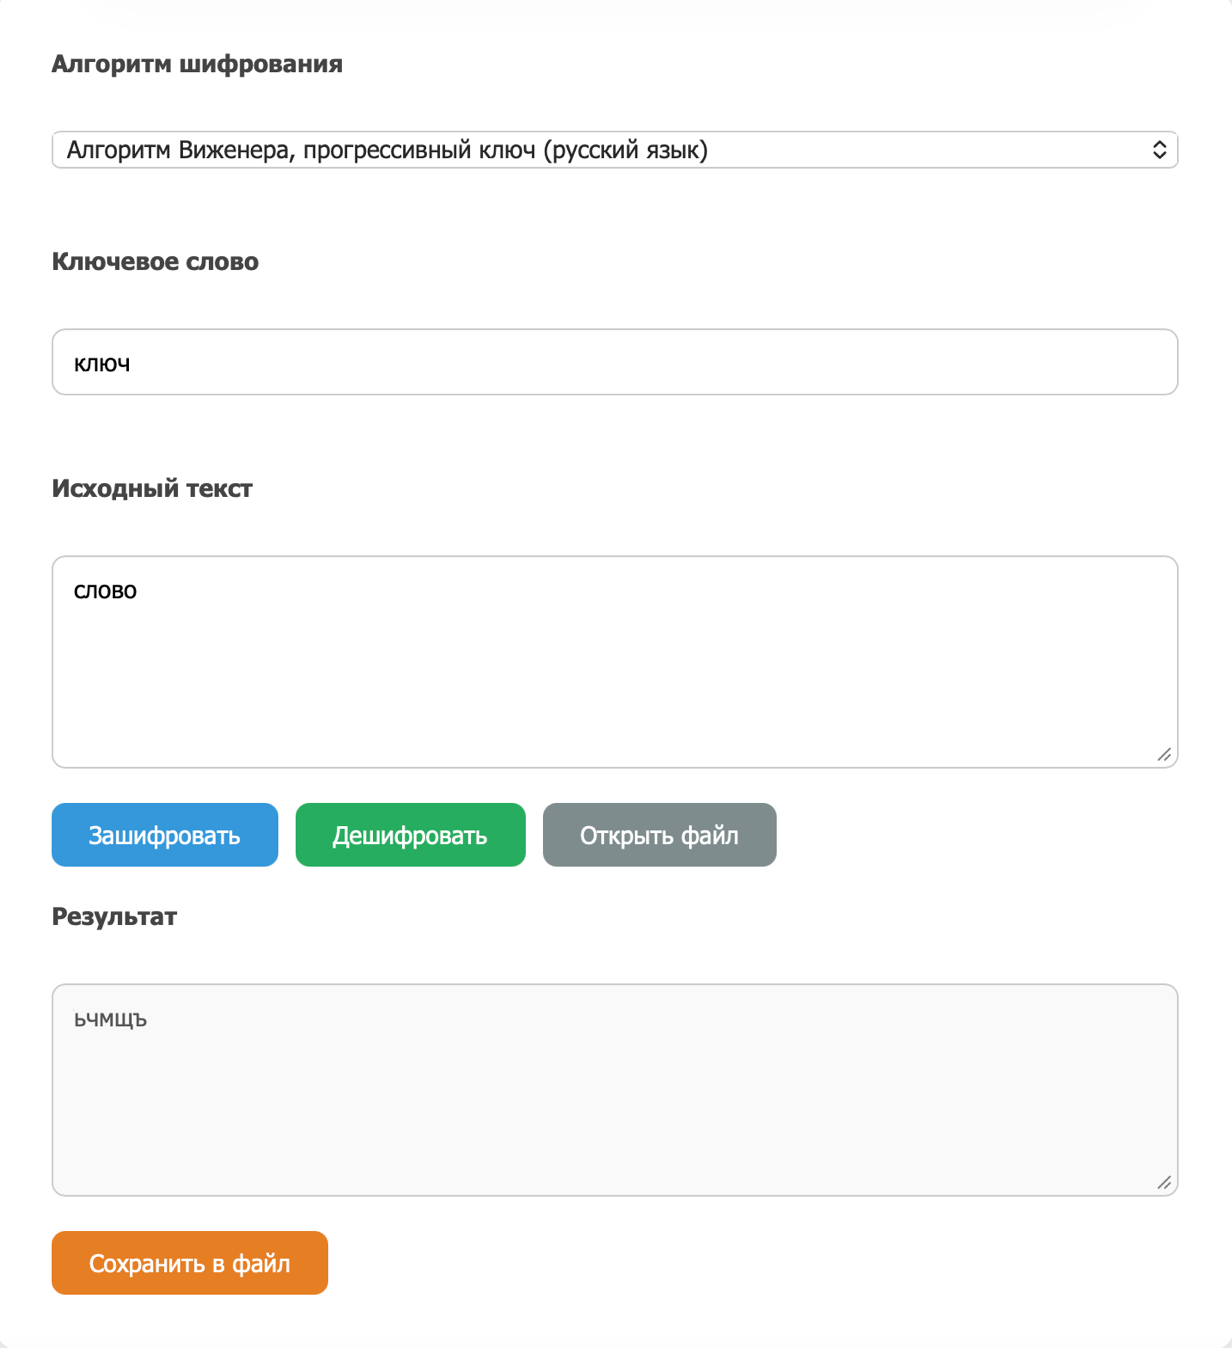 Алгоритм шифрования
Алгоритм Виженера, прогрессивный ключ (русский язык)
Ключевое слово
ключ
Исходный текст
слово
Зашифровать Дешифровать Открыть файл
Результат
ьчмщъ
Сохранить в файл